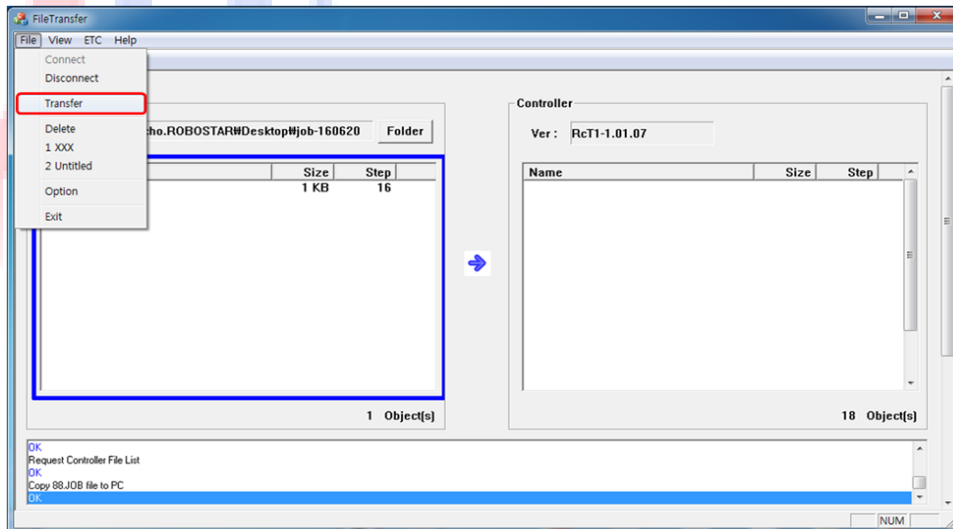 FileTransfer
File View ETC Help
Connect
Disconnect
Transfer
Delete
1 XXX
2 Untitled
Option
Exit
cho.ROBOSTAR₩Desktop₩job-160620 Folder
Size Step
1 KB 16
1 Object(s)
Controller
Ver : RcT1-1.01.07
Name Size Step
18 Object(s)
OK
Request Controller File List
OK
Copy 88.JOB file to PC
OK
NUM